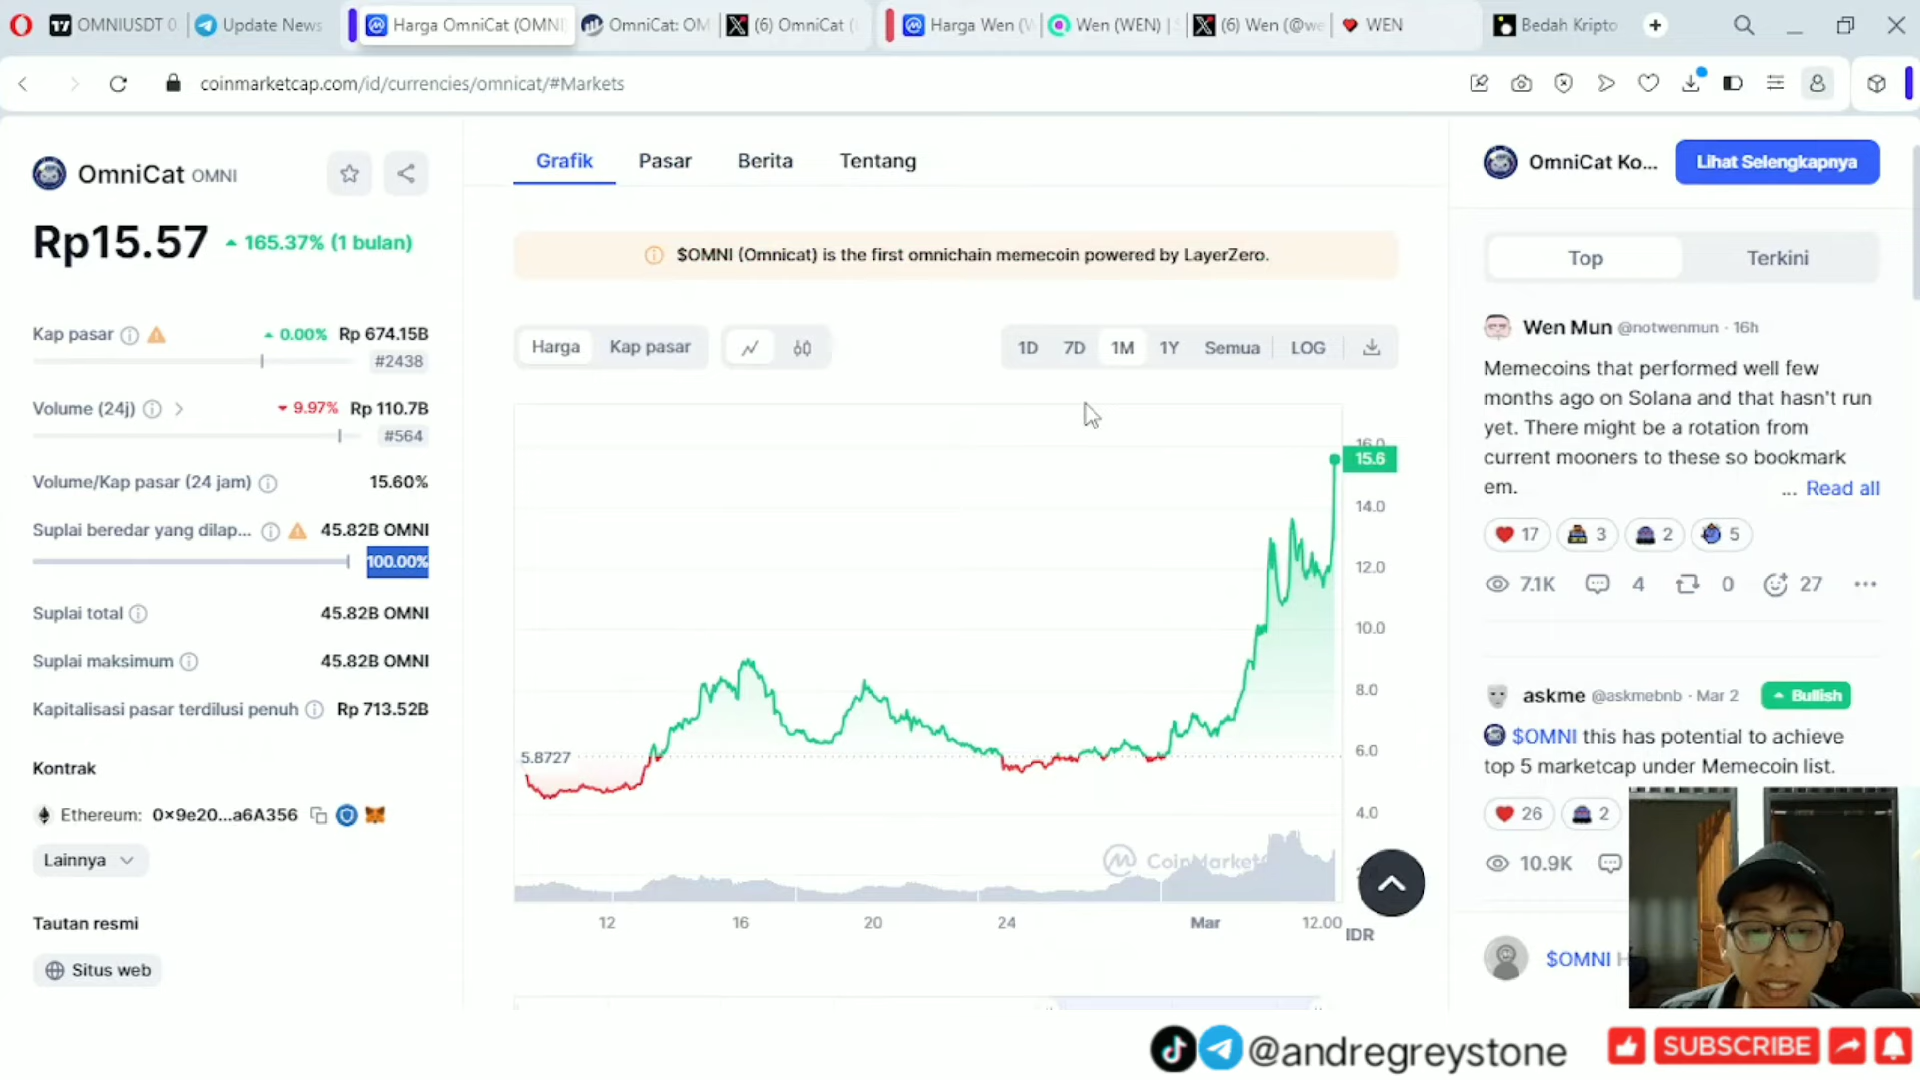 OMNIUSDT
Update News
Harga OmniCat (OMNI
OmniCat: OM
(6) OmniCat (
Harga Wen (
Wen (WEN) |
(6) Wen (@we
WEN
Bedah Kripto
coinmarketcap.com/id/currencies/omnicat/#Markets
OmniCat OMNI
Rp15.57
165.37% (1 bulan)
Kap pasar
0.00% Rp 674.15B
#2438
Volume (24j)
9.97% Rp 110.7B
#564
Volume/Kap pasar (24 jam)
15.60%
Suplai beredar yang dilap...
45.82B OMNI
100.00%
Suplai total
45.82B OMNI
Suplai maksimum
45.82B OMNI
Kapitalisasi pasar terdilusi penuh
Rp 713.52B
Kontrak
Ethereum: 0x9e20...a6A356
Lainnya
Tautan resmi
Situs web
Grafik Pasar Berita Tentang
$OMNI (Omnicat) is the first omnichain memecoin powered by LayerZero.
Harga Kap pasar
1D 7D 1M 1Y Semua LOG
16.0
15.6
14.0
12.0
10.0
8.0
6.0
4.0
5.8727
CoinMarket
12 16 20 24 Mar 12.00
IDR
OmniCat Ko...
Lihat Selengkapnya
Top Terkini
Wen Mun @notwenmun · 16h
Memecoins that performed well few
months ago on Solana and that hasn't run
yet. There might be a rotation from
current mooners to these so bookmark
em.
... Read all
17 3 2 5
7.1K 4 0 27
askme @askmebnb · Mar 2 Bullish
$OMNI this has potential to achieve
top 5 marketcap under Memecoin list.
26 2
10.9K
$OMNI
@andregreystone
SUBSCRIBE